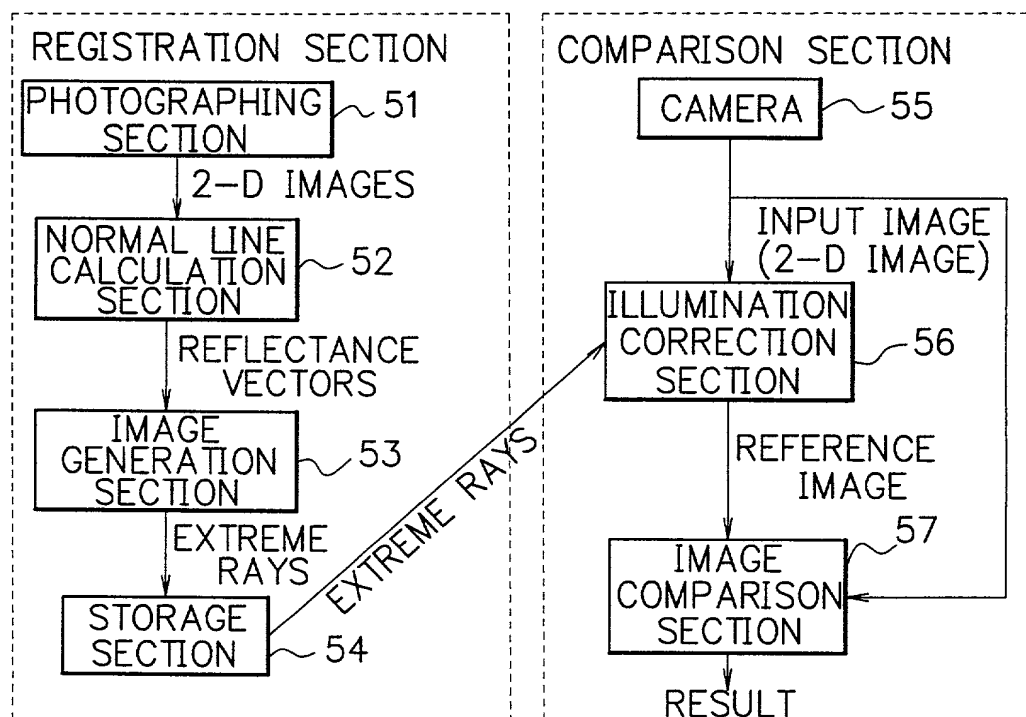 REGISTRATION SECTION
PHOTOGRAPHING
SECTION
51
2-D IMAGES
NORMAL LINE
CALCULATION
SECTION
52
REFLECTANCE
VECTORS
IMAGE
GENERATION
SECTION
53
EXTREME
RAYS
STORAGE
SECTION
54
EXTREME RAYS
COMPARISON SECTION
CAMERA
55
INPUT IMAGE
(2-D IMAGE)
ILLUMINATION
CORRECTION
SECTION
56
REFERENCE
IMAGE
57
IMAGE
COMPARISON
SECTION
RESULT